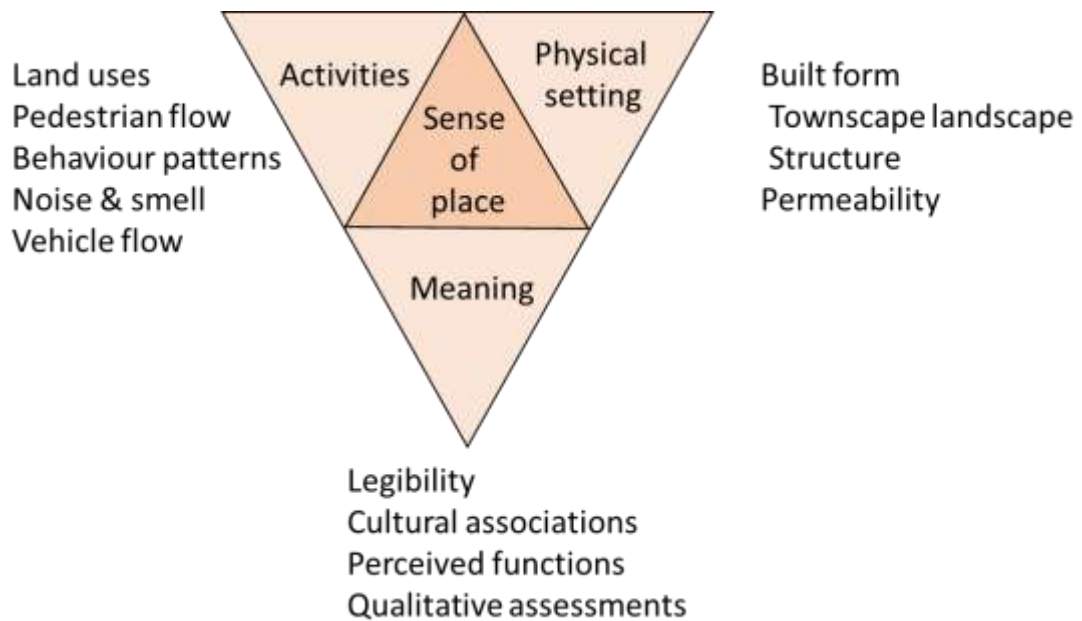 Land uses
Pedestrian flow
Behaviour patterns
Noise & smell
Vehicle flow
Activities
Sense
of
place
Physical
setting
Built form
Townscape landscape
Structure
Permeability
Meaning
Legibility
Cultural associations
Perceived functions
Qualitative assessments